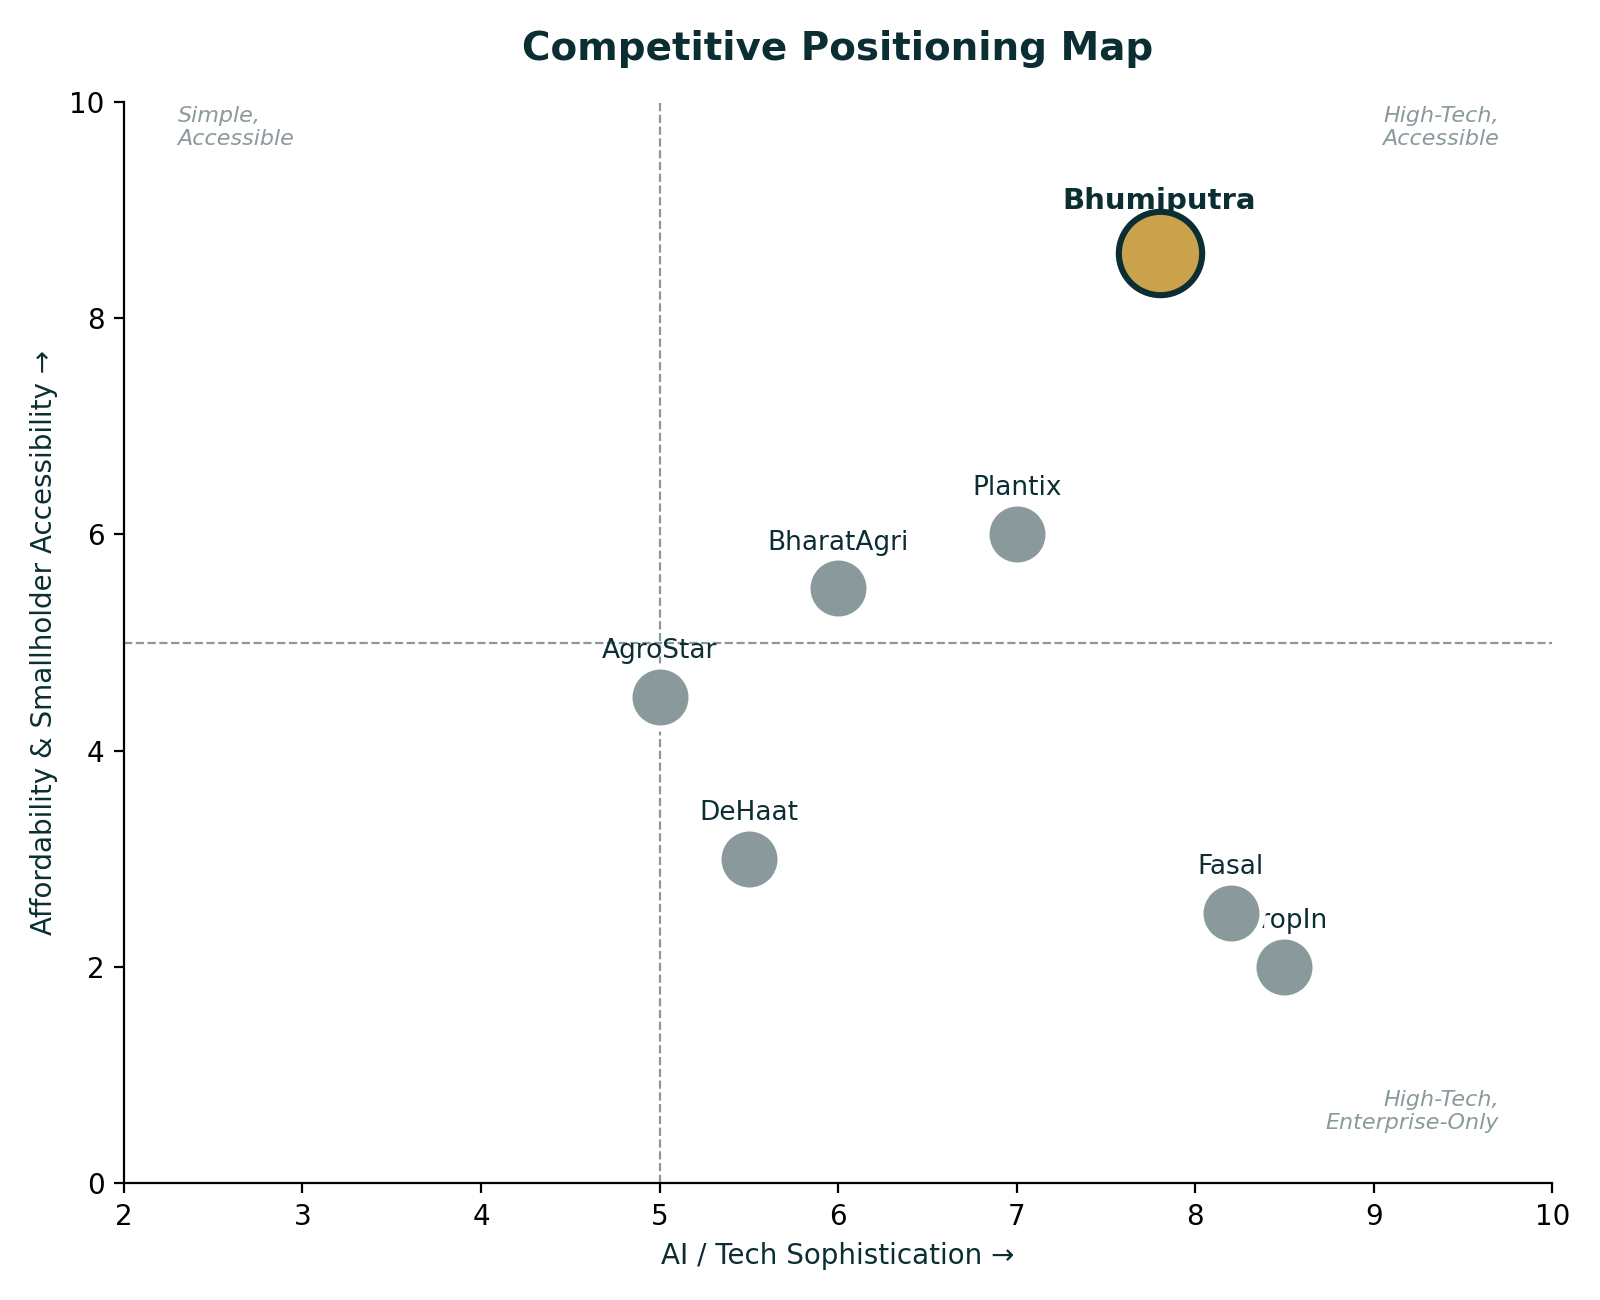 Competitive Positioning Map
10
Simple,
Accessible
High-Tech,
Accessible
Bhumiputra
8
Affordability & Smallholder Accessibility →
Plantix
6
BharatAgri
AgroStar
4
DeHaat
Fasal
ropIn
2
High-Tech,
Enterprise-Only
0
2 3 4 5 6 7 8 9 10
AI / Tech Sophistication →